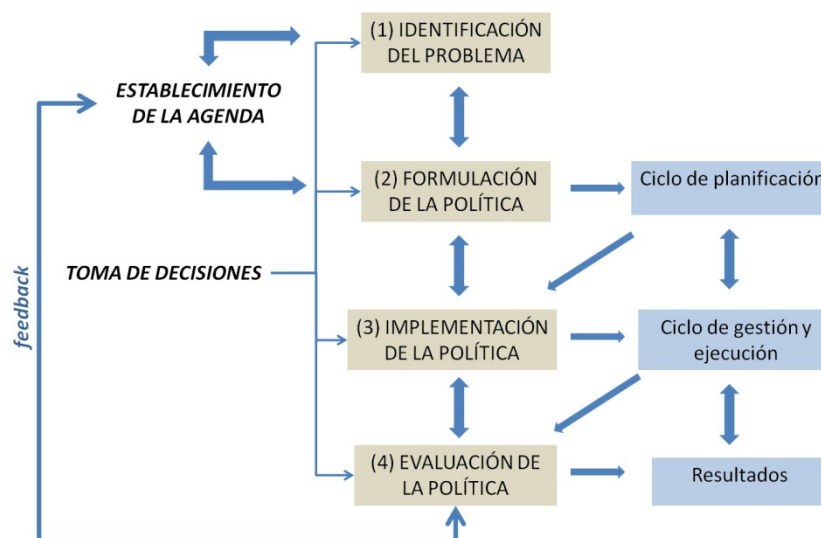 (1) IDENTIFICACIÓN
DEL PROBLEMA
ESTABLECIMIENTO
DE LA AGENDA
(2) FORMULACIÓN
DE LA POLÍTICA
Ciclo de planificación
TOMA DE DECISIONES
feedback
(3) IMPLEMENTACIÓN
DE LA POLÍTICA
Ciclo de gestión y
ejecución
(4) EVALUACIÓN DE
LA POLÍTICA
Resultados